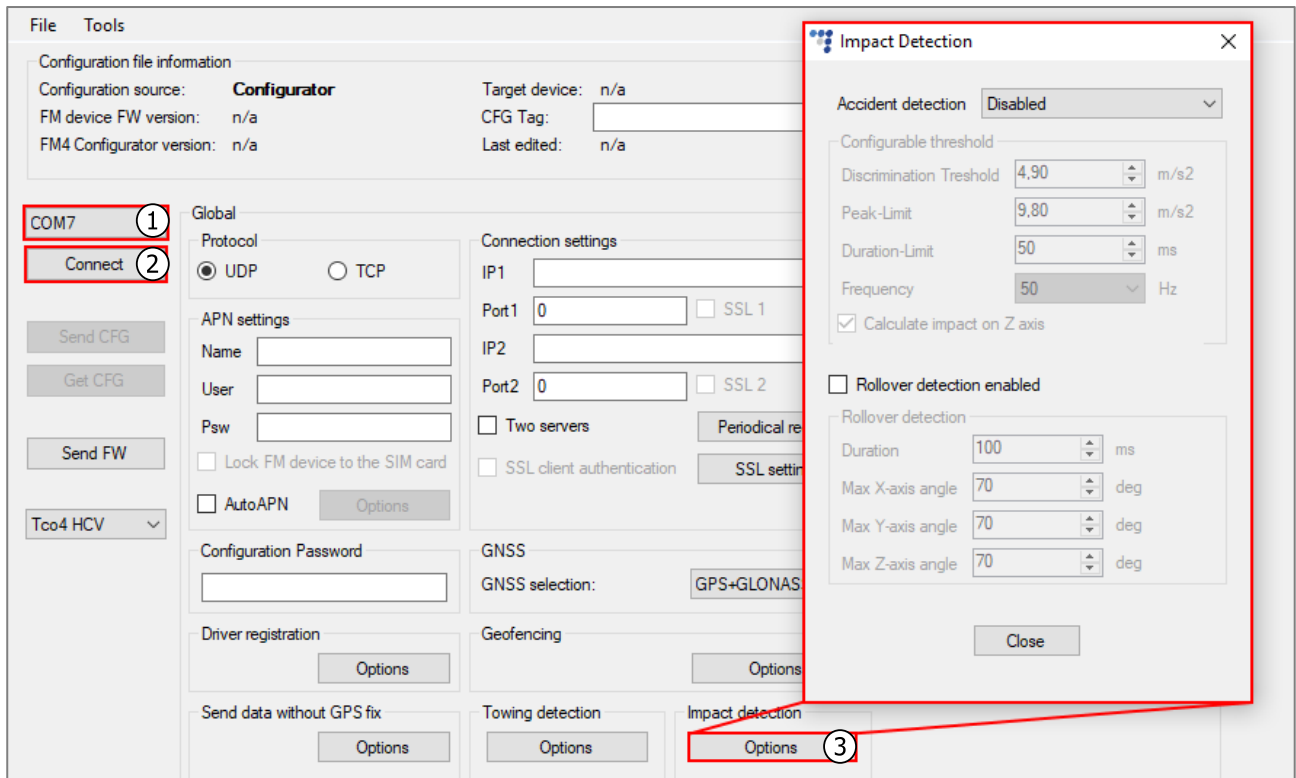 File Tools
Configuration file information
Configuration source: Configurator
Target device: n/a
FM device FW version: n/a
CFG Tag:
FM4 Configurator version: n/a
Last edited: n/a
COM7 1
Connect 2
Send CFG
Get CFG
Send FW
Tco4 HCV
Global
Protocol
UDP TCP
APN settings
Name
User
Psw
Lock FM device to the SIM card
AutoAPN Options
Connection settings
IP1
Port1 0 SSL 1
IP2
Port2 0 SSL 2
Two servers Periodical re
SSL client authentication SSL settin
Configuration Password
GNSS
GNSS selection: GPS+GLONAS
Driver registration
Options
Geofencing
Options
Send data without GPS fix
Options
Towing detection
Options
Impact detection
Options 3
Impact Detection
Accident detection Disabled
Configurable threshold
Discrimination Treshold 4,90 m/s2
Peak-Limit 9,80 m/s2
Duration-Limit 50 ms
Frequency 50 Hz
Calculate impact on Z axis
Rollover detection enabled
Rollover detection
Duration 100 ms
Max X-axis angle 70 deg
Max Y-axis angle 70 deg
Max Z-axis angle 70 deg
Close